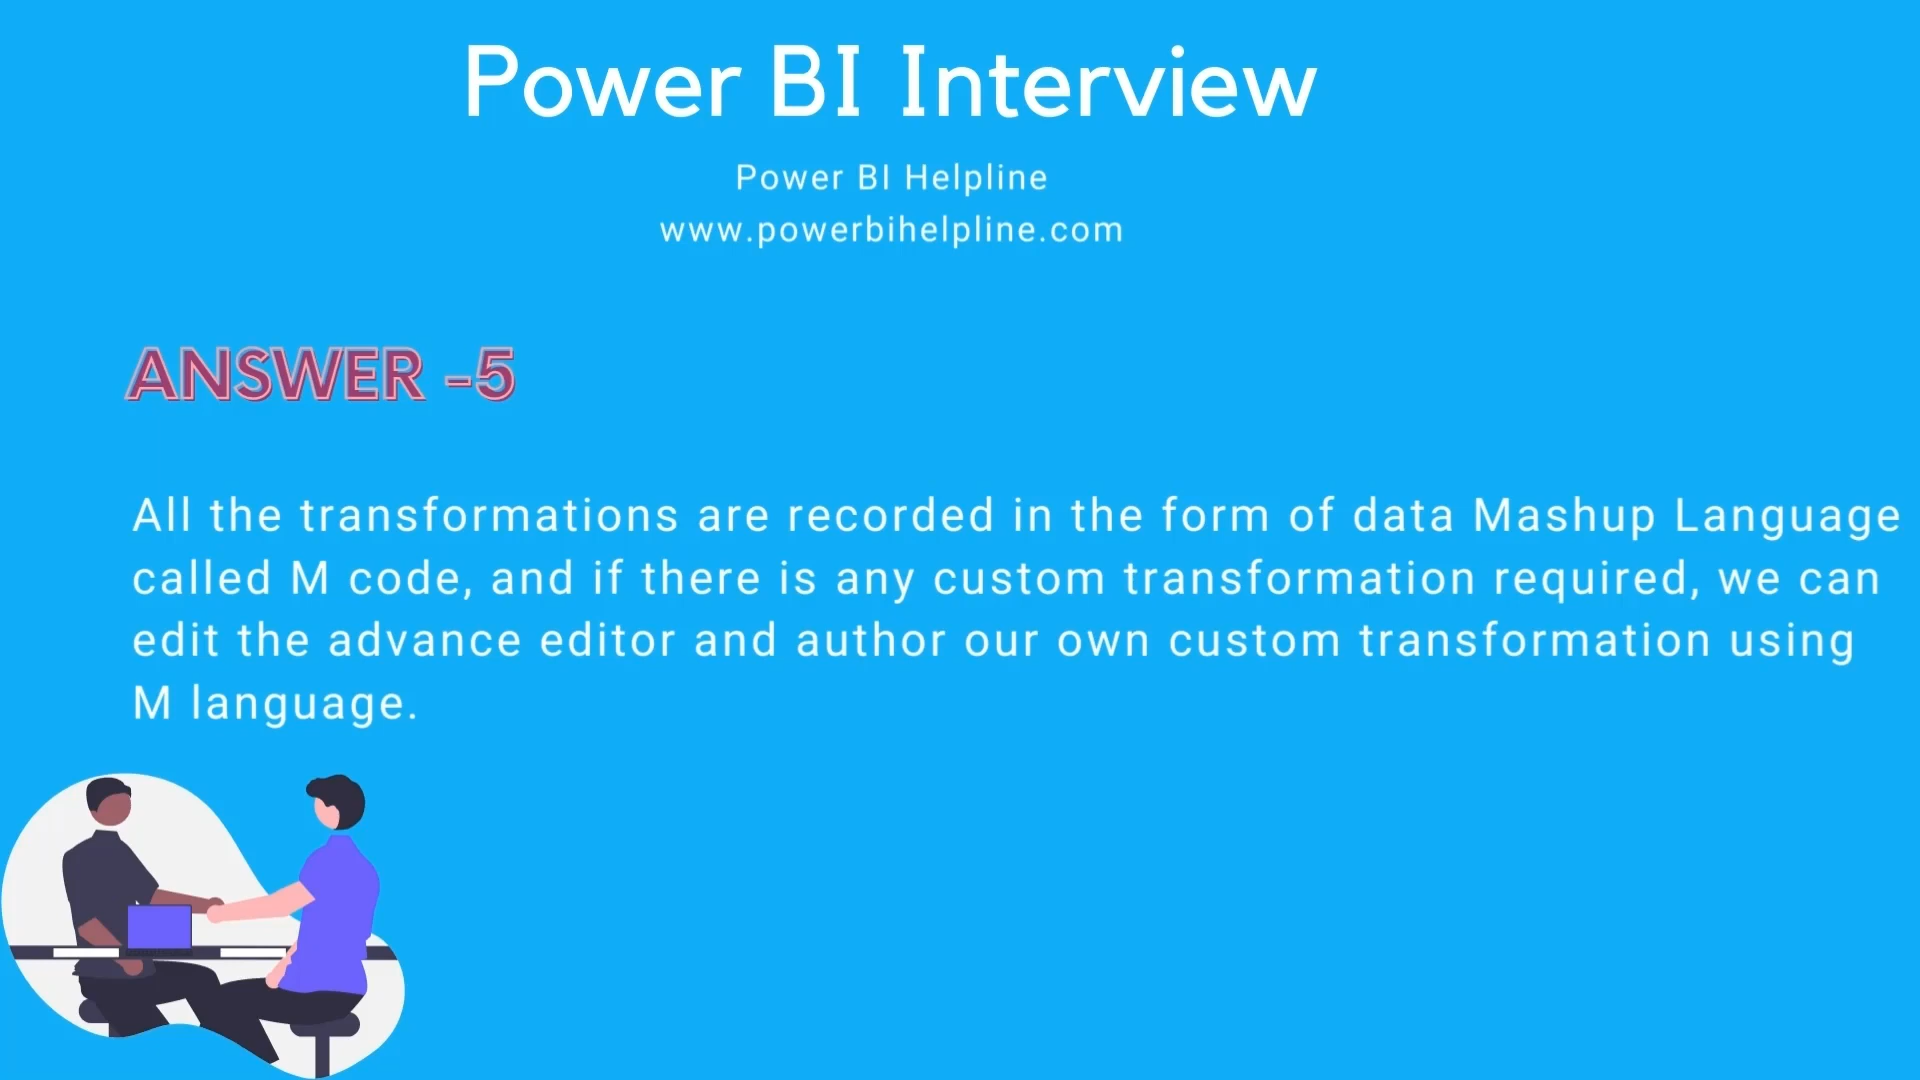 Power BI Interview
Power BI Helpline
www.powerbihelpline.com
ANSWER -5
All the transformations are recorded in the form of data Mashup Language
called M code, and if there is any custom transformation required, we can
edit the advance editor and author our own custom transformation using
M language.